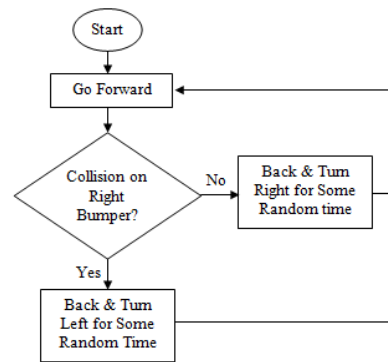 Start
Go Forward
Collision on
Right
Bumper?
No
Back & Turn
Right for Some
Random time
Yes
Back & Turn
Left for Some
Random Time